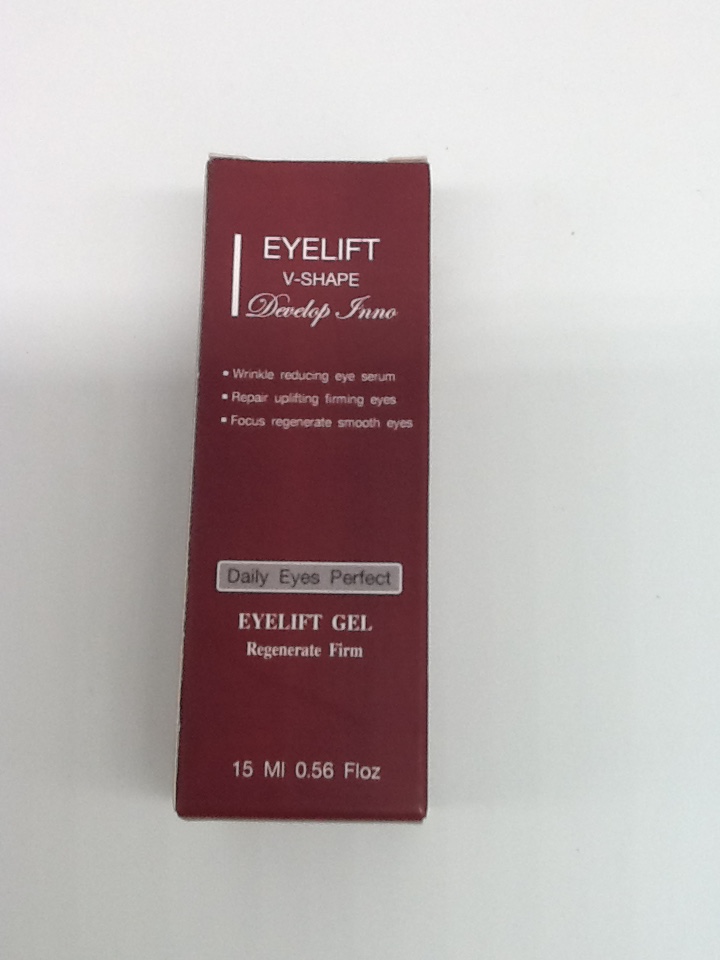 EYELIFT
V-SHAPE
Develop Inno
• Wrinkle reducing eye serum
• Repair uplifting firming eyes
• Focus regenerate smooth eyes
Daily Eyes Perfect
EYELIFT GEL
Regenerate Firm
15 Ml 0.56 Floz